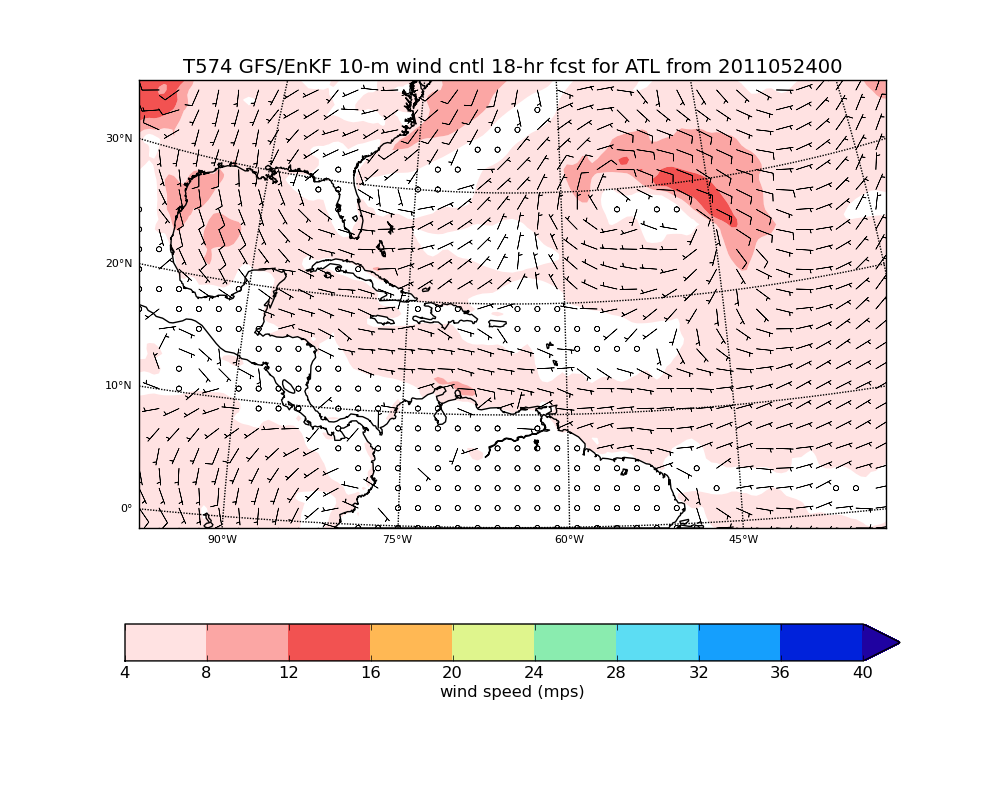 T574 GFS/EnKF 10-m wind cntl 18-hr fcst for ATL from 2011052400
30°N
20°N
10°N
0°
90°W 75°W 60°W 45°W
4 8 12 16 20 24 28 32 36 40
wind speed (mps)